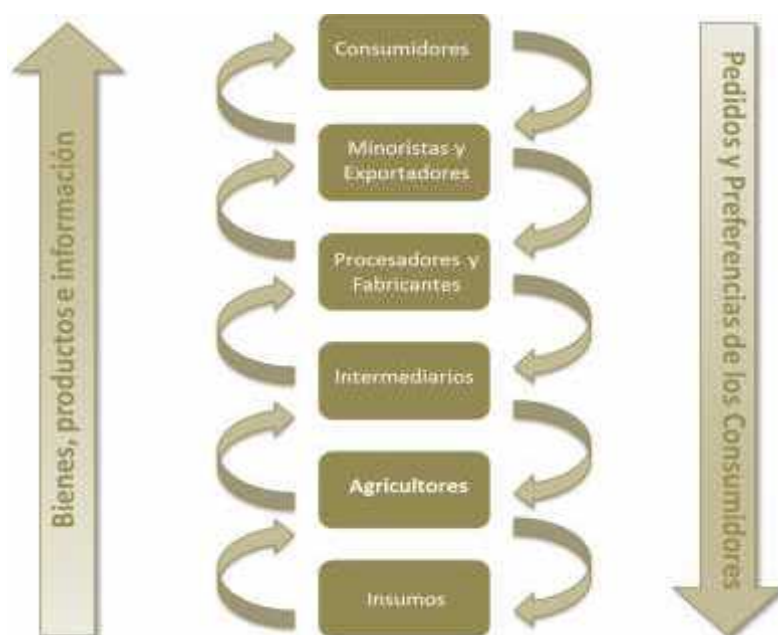 Bienes, productos e información
Consumidores
Minoristas y
Exportadores
Procesadores y
Fabricantes
Intermediarios
Agricultores
Insumos
Pedidos y Preferencias de los Consumidores